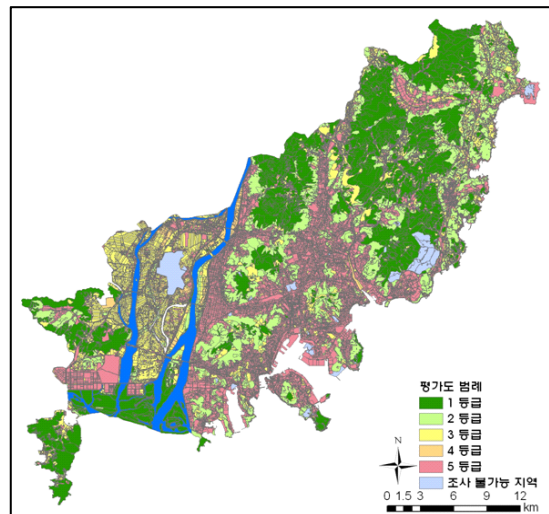 평가도 범례
1 등급
2 등급
3 등급
4 등급
5 등급
조사 불가능 지역
N
0 1.5 3 6 9 12
km